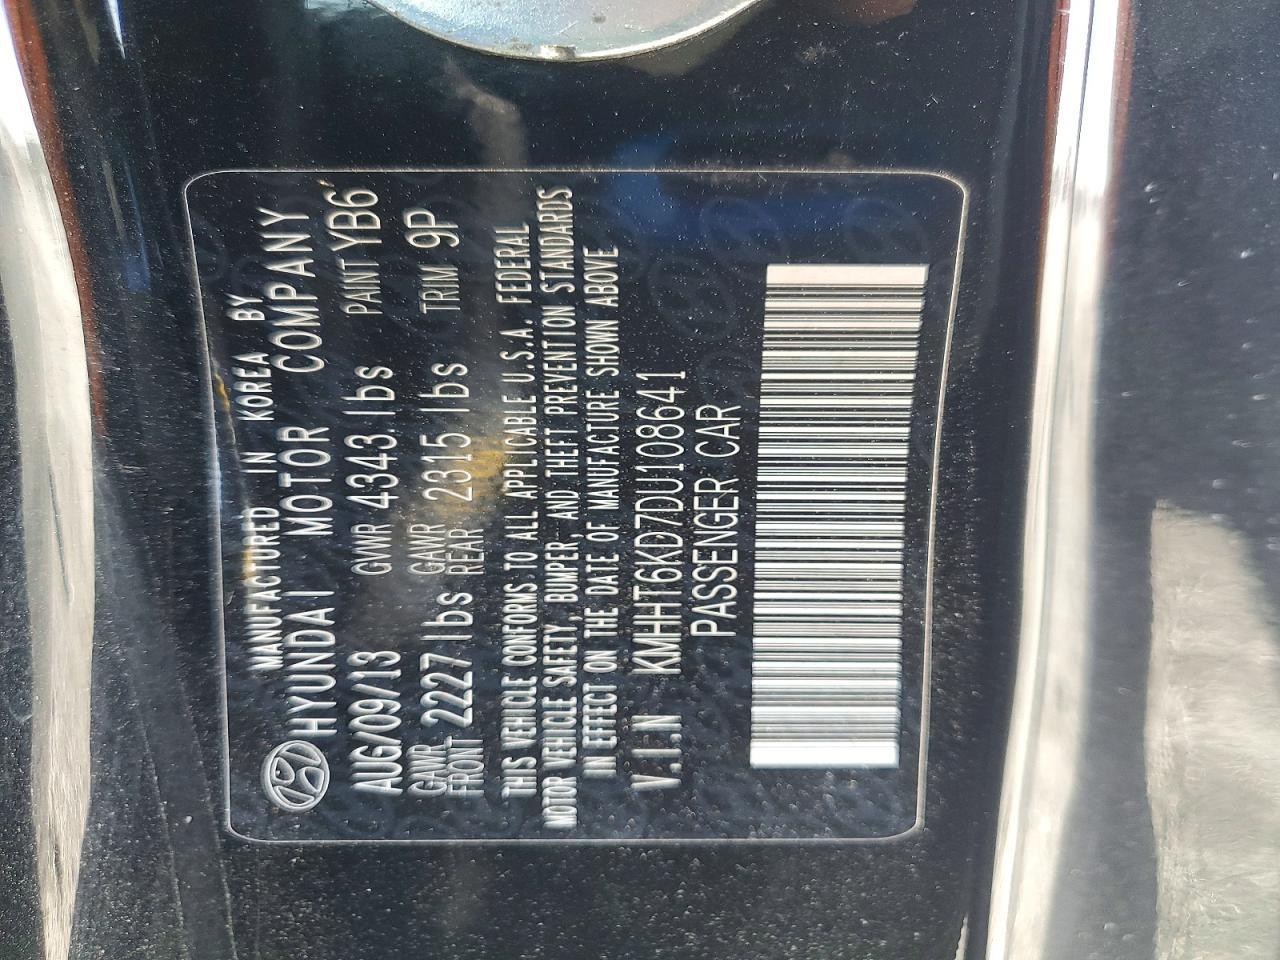 MANUFACTURED IN KOREA BY
HYUNDAI MOTOR COMPANY
AUG/09/13 GVWR 4343 lbs PAINT YB6
GAWR FRONT 2227 lbs GAWR REAR 2315 lbs TRIM 9P
THIS VEHICLE CONFORMS TO ALL APPLICABLE U.S.A. FEDERAL
MOTOR VEHICLE SAFETY, BUMPER, AND THEFT PREVENTION STANDARDS
IN EFFECT ON THE DATE OF MANUFACTURE SHOWN ABOVE
V.I.N KMHHT6KD7DU108641
PASSENGER CAR